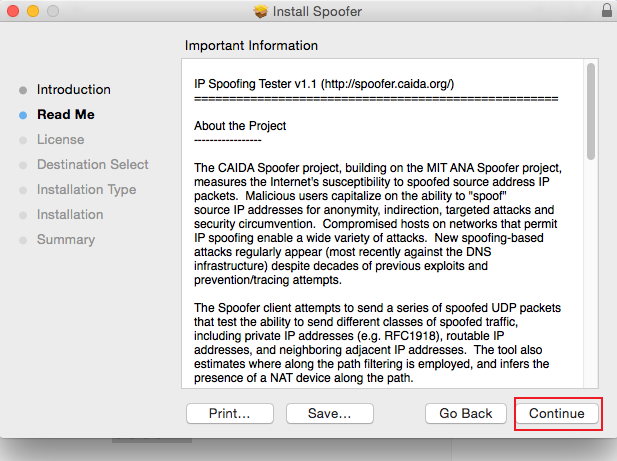 Install Spoofer
Important Information
Introduction
Read Me
License
Destination Select
Installation Type
Installation
Summary
IP Spoofing Tester v1.1 (http://spoofer.caida.org/)
====================================================
About the Project
----------------
The CAIDA Spoofer project, building on the MIT ANA Spoofer project,
measures the Internet's susceptibility to spoofed source address IP
packets.  Malicious users capitalize on the ability to "spoof"
source IP addresses for anonymity, indirection, targeted attacks and
security circumvention.  Compromised hosts on networks that permit
IP spoofing enable a wide variety of attacks.  New spoofing-based
attacks regularly appear (most recently against the DNS
infrastructure) despite decades of previous exploits and
prevention/tracing attempts.
The Spoofer client attempts to send a series of spoofed UDP packets
that test the ability to send different classes of spoofed traffic,
including private IP addresses (e.g. RFC1918), routable IP
addresses, and neighboring adjacent IP addresses.  The tool also
estimates where along the path filtering is employed, and infers the
presence of a NAT device along the path.
Print...
Save...
Go Back
Continue